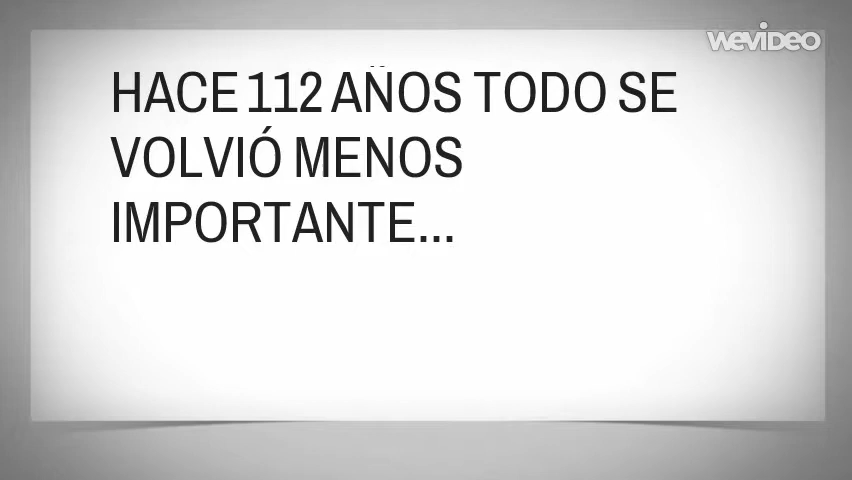 WEVIDEO
HACE 112 AÑOS TODO SE
VOLVIÓ MENOS
IMPORTANTE...